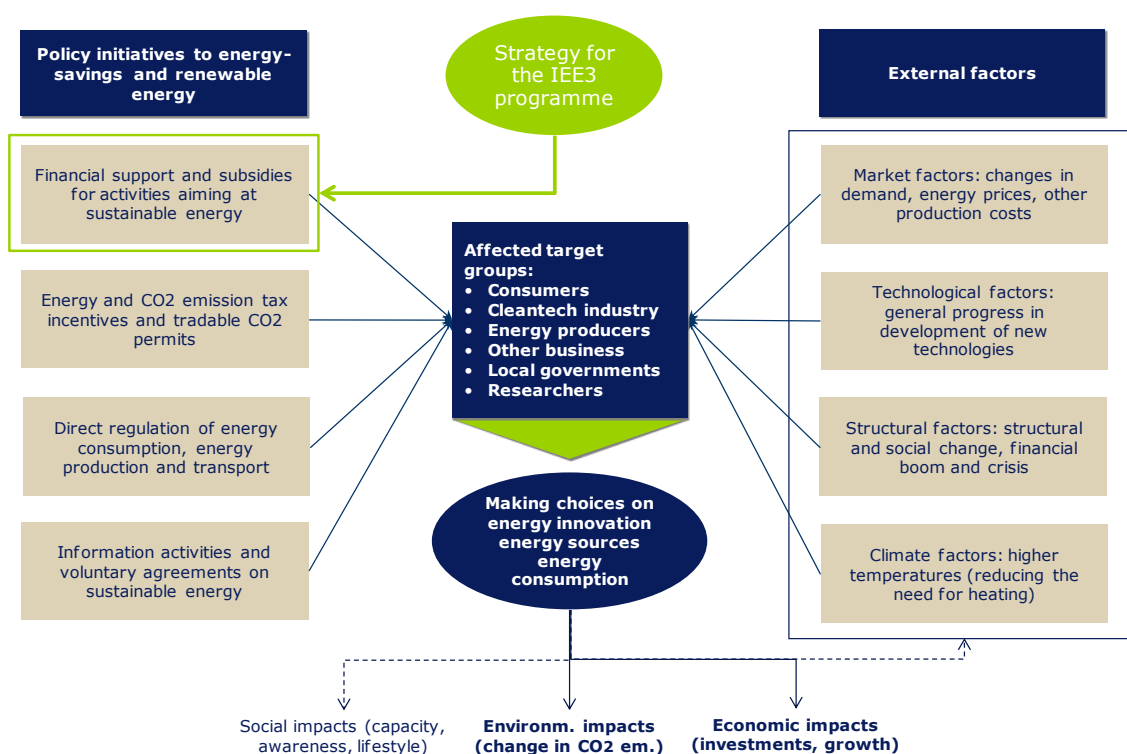 Policy initiatives to energy-
savings and renewable
energy
Strategy for
the IEE3
programme
External factors
Financial support and subsidies
for activities aiming at
sustainable energy
Energy and CO2 emission tax
incentives and tradable CO2
permits
Direct regulation of energy
consumption, energy
production and transport
Information activities and
voluntary agreements on
sustainable energy
Affected target
groups:
• Consumers
• Cleantech industry
• Energy producers
• Other business
• Local governments
• Researchers
Making choices on
energy innovation
energy sources
energy
consumption
Market factors: changes in
demand, energy prices, other
production costs
Technological factors:
general progress in
development of new
technologies
Structural factors: structural
and social change, financial
boom and crisis
Climate factors: higher
temperatures (reducing the
need for heating)
Social impacts (capacity,
awareness, lifestyle)
Environm. impacts
(change in CO2 em.)
Economic impacts
(investments, growth)